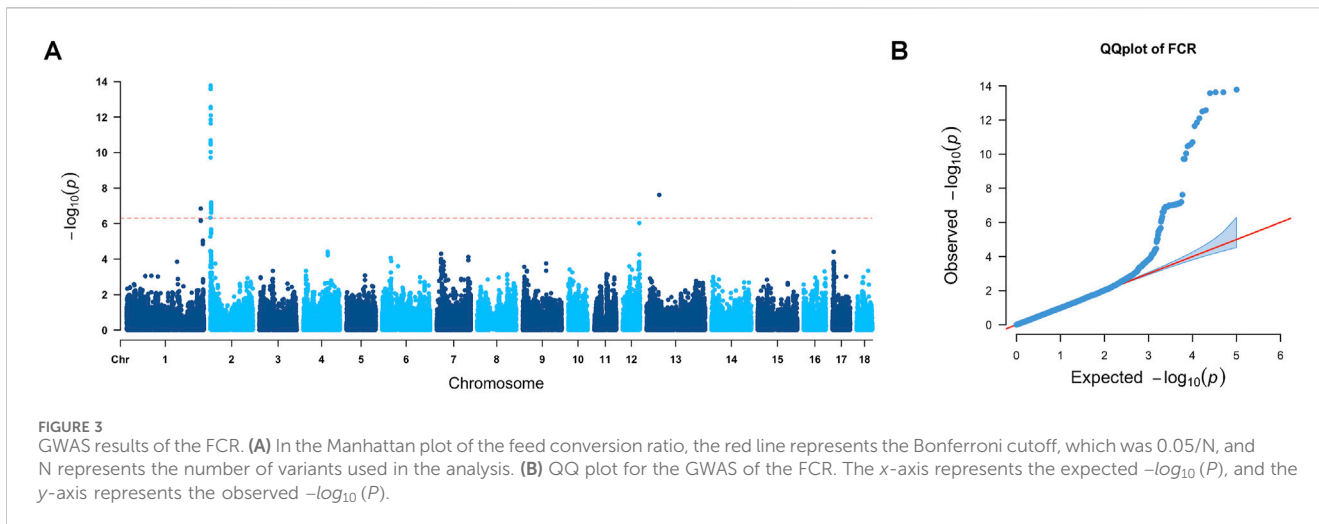 A
−log10(p)
14
12
10
8
6
4
2
0
Chr 1 2 3 4 5 6 7 8 9 10 11 12 13 14 15 16 17 18
Chromosome
B
QQplot of FCR
Observed −log10(p)
14
12
10
8
6
4
2
0
0 1 2 3 4 5 6
Expected −log10(p)
FIGURE 3
GWAS results of the FCR. (A) In the Manhattan plot of the feed conversion ratio, the red line represents the Bonferroni cutoff, which was 0.05/N, and
N represents the number of variants used in the analysis. (B) QQ plot for the GWAS of the FCR. The x-axis represents the expected –log10 (P), and the
y-axis represents the observed –log10 (P).